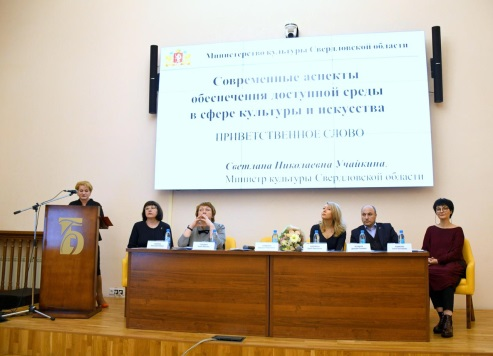 Министерство культуры Свердловской области
Современные аспекты
обеспечения доступной среды
в сфере культуры и искусства
ПРИВЕТСТВЕННОЕ СЛОВО
Светлана Николаевна Учайкина,
Министр культуры Свердловской области